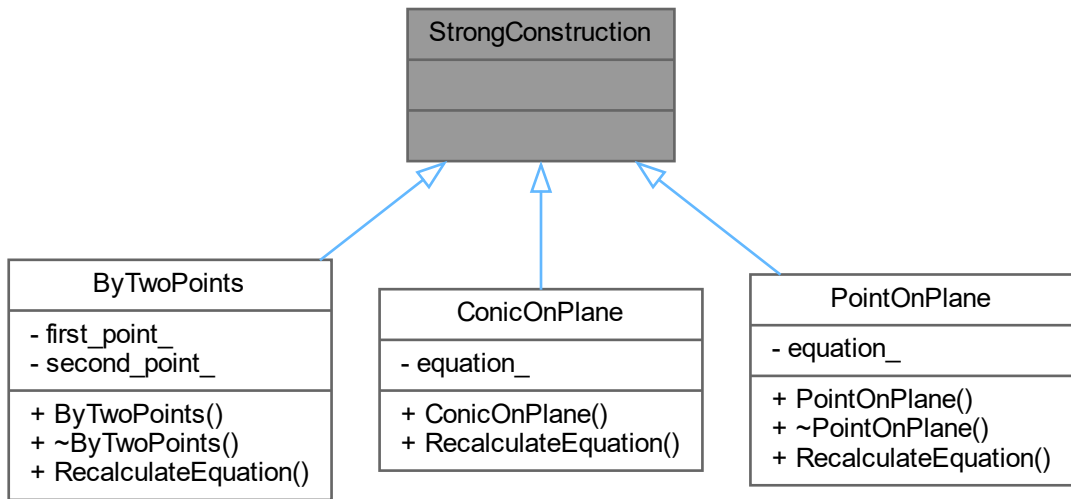 StrongConstruction
ByTwoPoints
- first_point_
- second_point_
+ ByTwoPoints()
+ ~ByTwoPoints()
+ RecalculateEquation()
ConicOnPlane
- equation_
+ ConicOnPlane()
+ RecalculateEquation()
PointOnPlane
- equation_
+ PointOnPlane()
+ ~PointOnPlane()
+ RecalculateEquation()